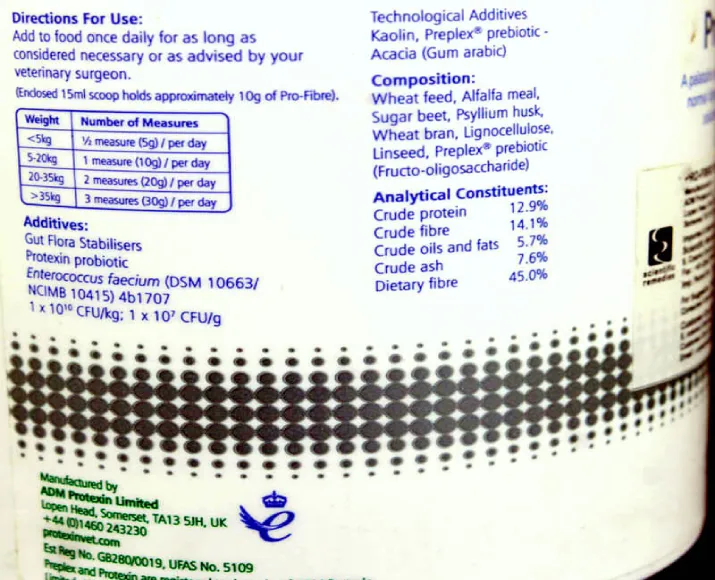 Directions For Use:
Add to food once daily for as long as
considered necessary or as advised by your
veterinary surgeon.
(Enclosed 15ml scoop holds approximately 10g of Pro-Fibre).
Weight Number of Measures
<5kg ½ measure (5g) / per day
5-20kg 1 measure (10g) / per day
20-35kg 2 measures (20g) / per day
>35kg 3 measures (30g) / per day
Additives:
Gut Flora Stabilisers
Protexin probiotic
Enterococcus faecium (DSM 10663/
NCIMB 10415) 4b1707
1 x 10¹⁰ CFU/kg; 1 x 10⁷ CFU/g
Technological Additives
Kaolin, Preplex® prebiotic -
Acacia (Gum arabic)
Composition:
Wheat feed, Alfalfa meal,
Sugar beet, Psyllium husk,
Wheat bran, Lignocellulose,
Linseed, Preplex® prebiotic
(Fructo-oligosaccharide)
Analytical Constituents:
Crude protein 12.9%
Crude fibre 14.1%
Crude oils and fats 5.7%
Crude ash 7.6%
Dietary fibre 45.0%
scientific
remedies
Manufactured by
ADM Protexin Limited
Lopen Head, Somerset, TA13 5JH, UK
+44 (0)1460 243230
protexinvet.com
Est Reg No. GB280/0019, UFAS No. 5109
Preplex and Protexin are